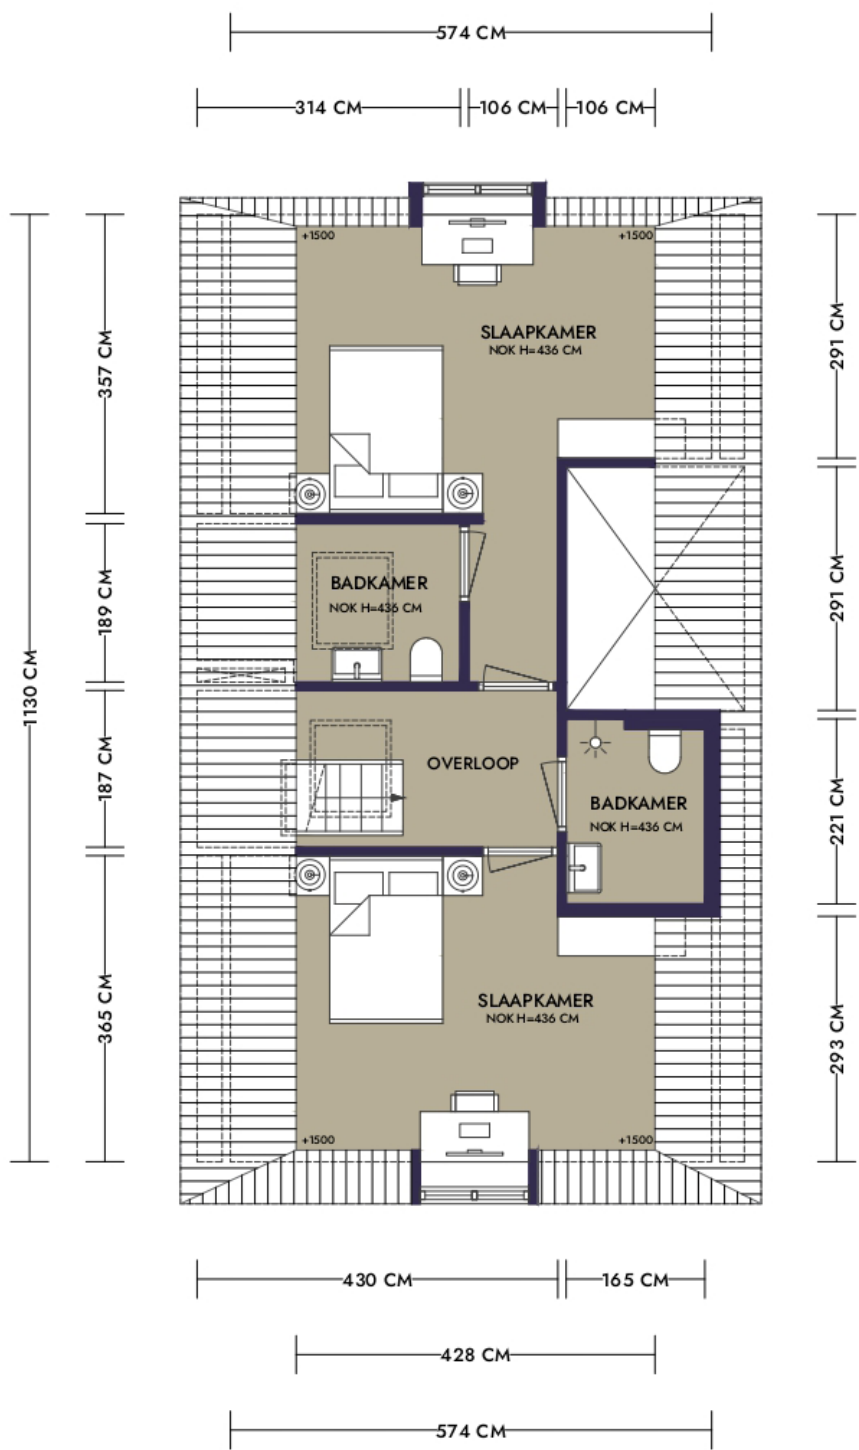 574 CM
314 CM
106 CM
106 CM
+1500
+1500
SLAAPKAMER
NOK H=436 CM
357 CM
291 CM
BADKAMER
NOK H=436 CM
189 CM
291 CM
1130 CM
187 CM
OVERLOOP
BADKAMER
NOK H=436 CM
221 CM
SLAAPKAMER
NOK H=436 CM
365 CM
293 CM
+1500
+1500
430 CM
165 CM
428 CM
574 CM